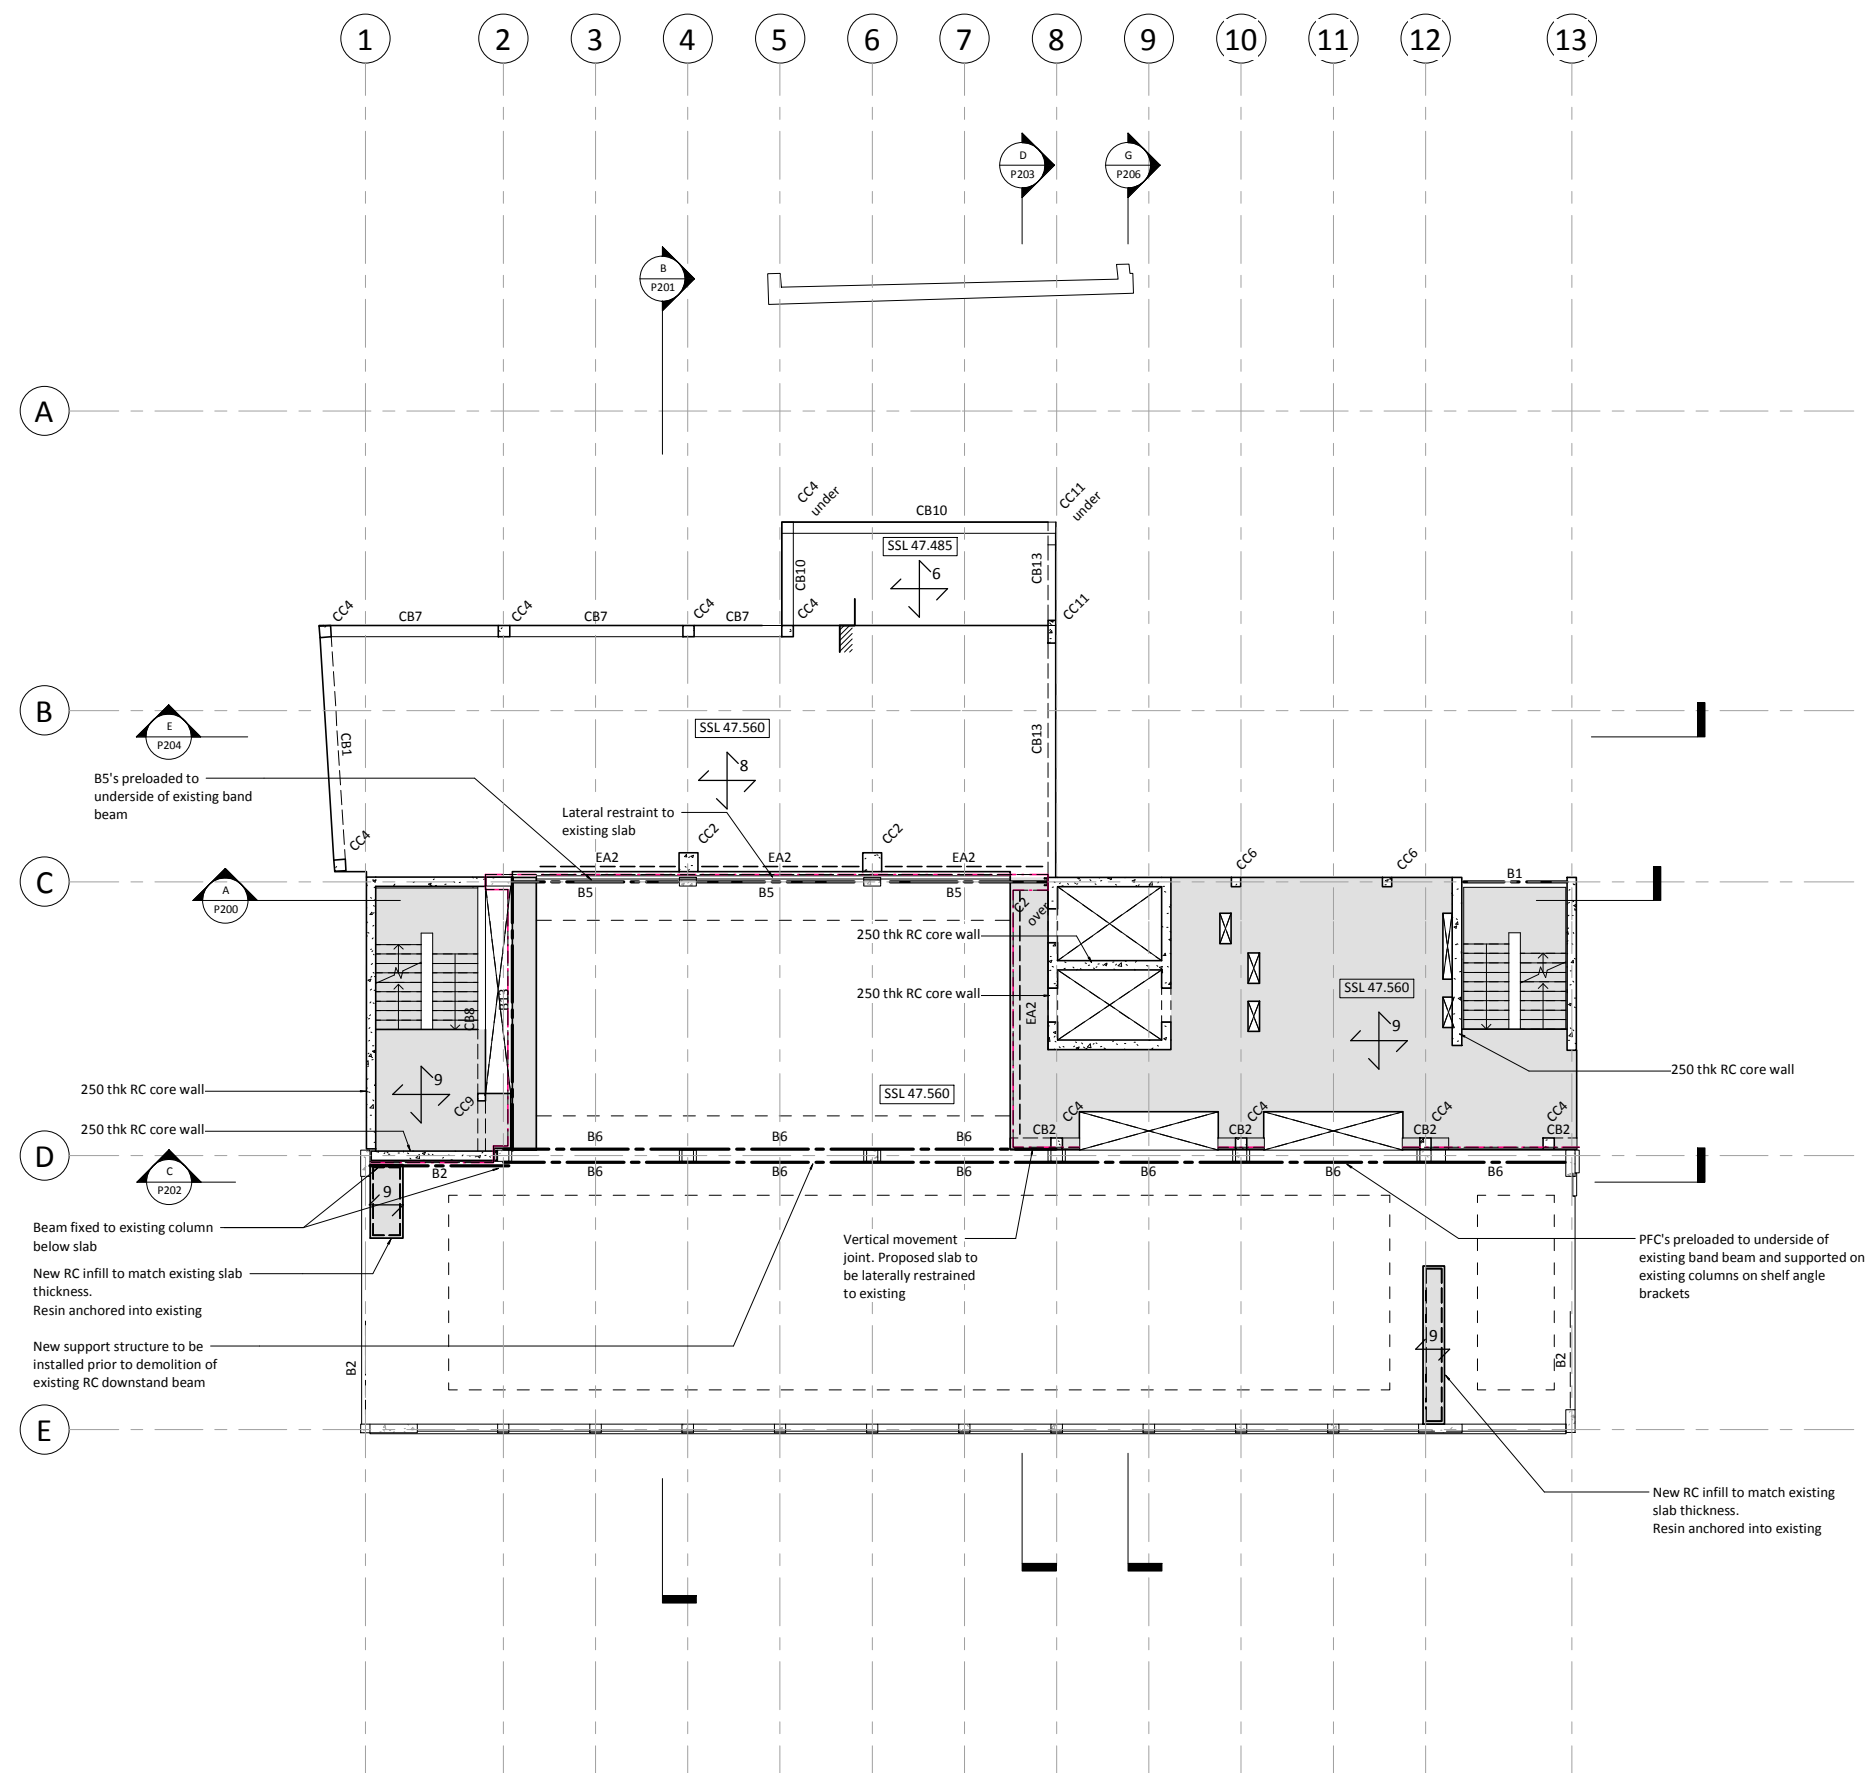 1
2
3
4
5
6
7
8
9
10
11
12
13
D
P203
G
P206
B
P201
A
CC4
under
CB10
CC11
under
SSL 47.485
6
CB10
CB13
CC4
CB7
CC4
CB7
CC4
CB7
CC4
CC11
B
E
P204
CB1
SSL 47.560
8
CB13
B5's preloaded to
underside of existing band
beam
Lateral restraint to
existing slab
CC4
CC2
CC2
EA2
EA2
EA2
CC6
CC6
B1
C
A
P200
B5
B5
B5
C2
over
250 thk RC core wall
250 thk RC core wall
SSL 47.560
9
EA2
CB8
B13
9
CC9
250 thk RC core wall
250 thk RC core wall
250 thk RC core wall
SSL 47.560
CC4
CC4
CC4
CC4
CB2
CB2
CB2
CB2
B6
B6
B6
D
C
P202
B2
B6
B6
B6
B6
B6
B6
9
Beam fixed to existing column
below slab
New RC infill to match existing slab
thickness.
Resin anchored into existing
New support structure to be
installed prior to demolition of
existing RC downstand beam
Vertical movement
joint. Proposed slab to
be laterally restrained
to existing
PFC's preloaded to underside of
existing band beam and supported on
existing columns on shelf angle
brackets
B2
9
B2
E
New RC infill to match existing
slab thickness.
Resin anchored into existing